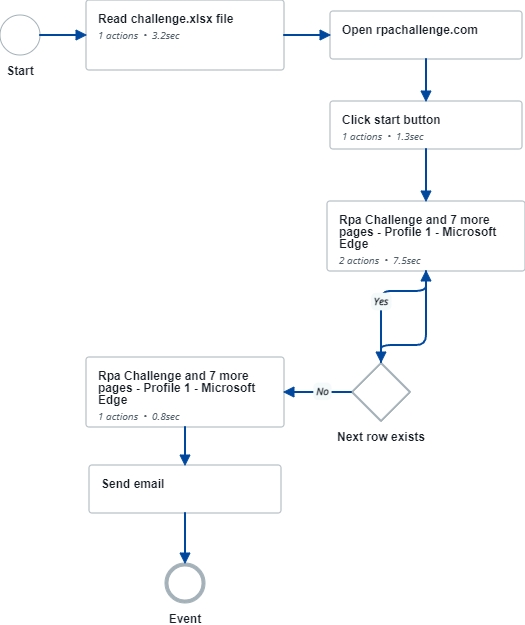 Read challenge.xlsx file
1 actions • 3.2sec
Start
Open rpachallenge.com
Click start button
1 actions • 1.3sec
Rpa Challenge and 7 more
pages - Profile 1 - Microsoft
Edge
2 actions • 7.5sec
Yes
Next row exists
No
Rpa Challenge and 7 more
pages - Profile 1 - Microsoft
Edge
1 actions • 0.8sec
Send email
Event